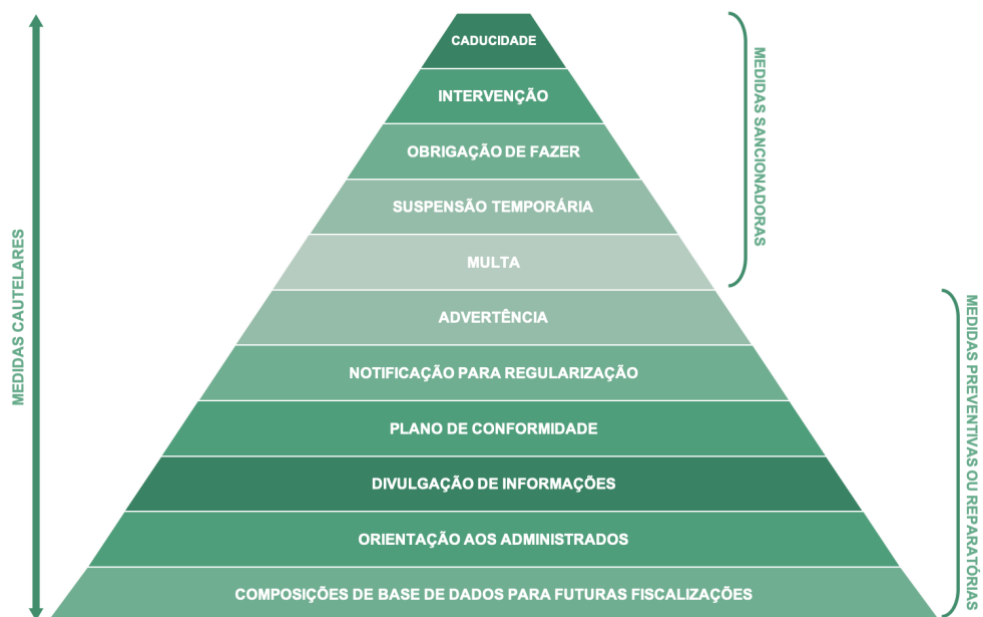 CADUCIDADE
INTERVENÇÃO
OBRIGAÇÃO DE FAZER
SUSPENSÃO TEMPORÁRIA
MULTA
ADVERTÊNCIA
NOTIFICAÇÃO PARA REGULARIZAÇÃO
PLANO DE CONFORMIDADE
DIVULGAÇÃO DE INFORMAÇÕES
ORIENTAÇÃO AOS ADMINISTRADOS
COMPOSIÇÕES DE BASE DE DADOS PARA FUTURAS FISCALIZAÇÕES
MEDIDAS CAUTELARES
MEDIDAS SANCIONADORAS
MEDIDAS PREVENTIVAS OU REPARATÓRIAS